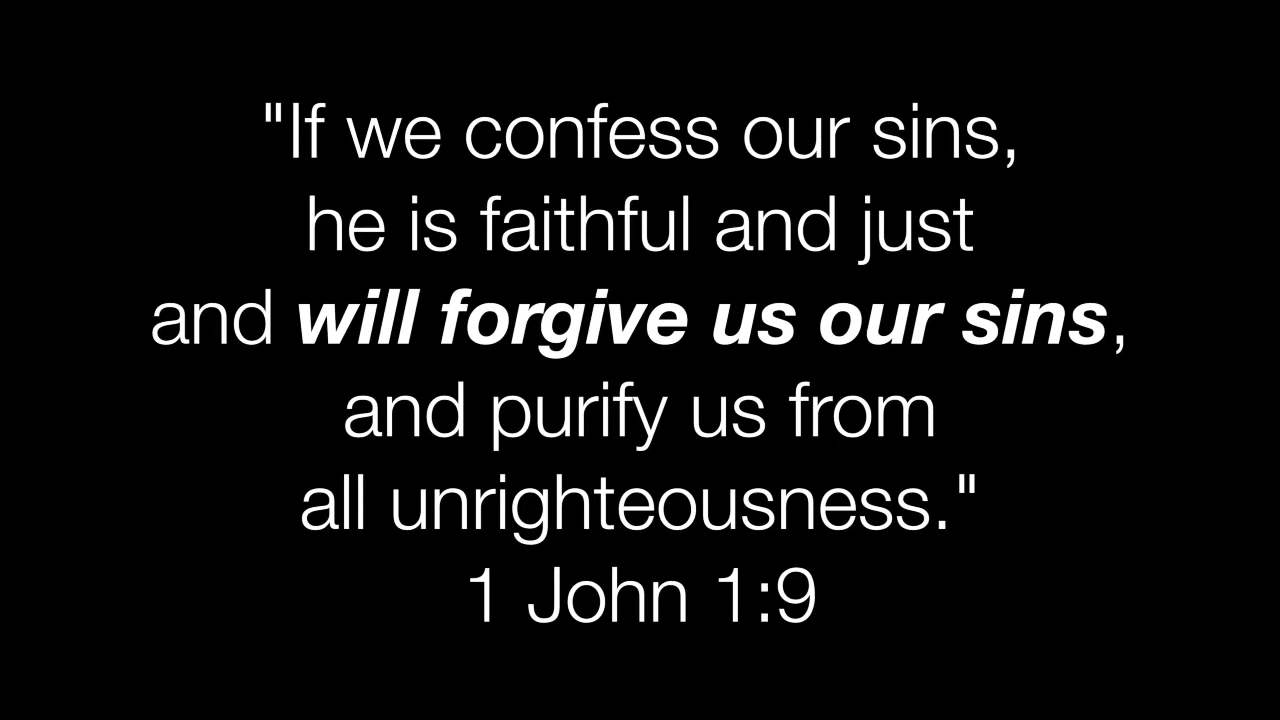 "If we confess our sins,
he is faithful and just
and will forgive us our sins,
and purify us from
all unrighteousness."
1 John 1:9